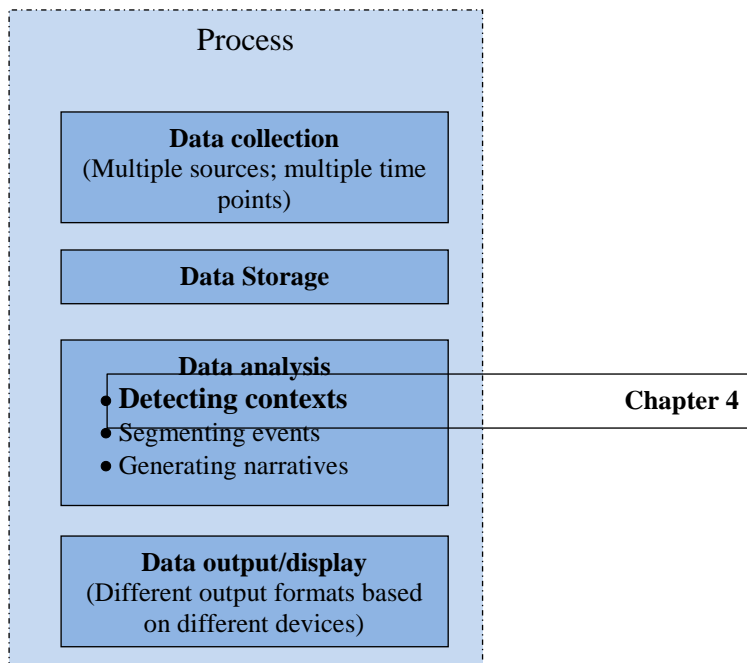 Process
Data collection
(Multiple sources; multiple time
points)
Data Storage
Data analysis
• Detecting contexts
Chapter 4
• Segmenting events
• Generating narratives
Data output/display
(Different output formats based
on different devices)